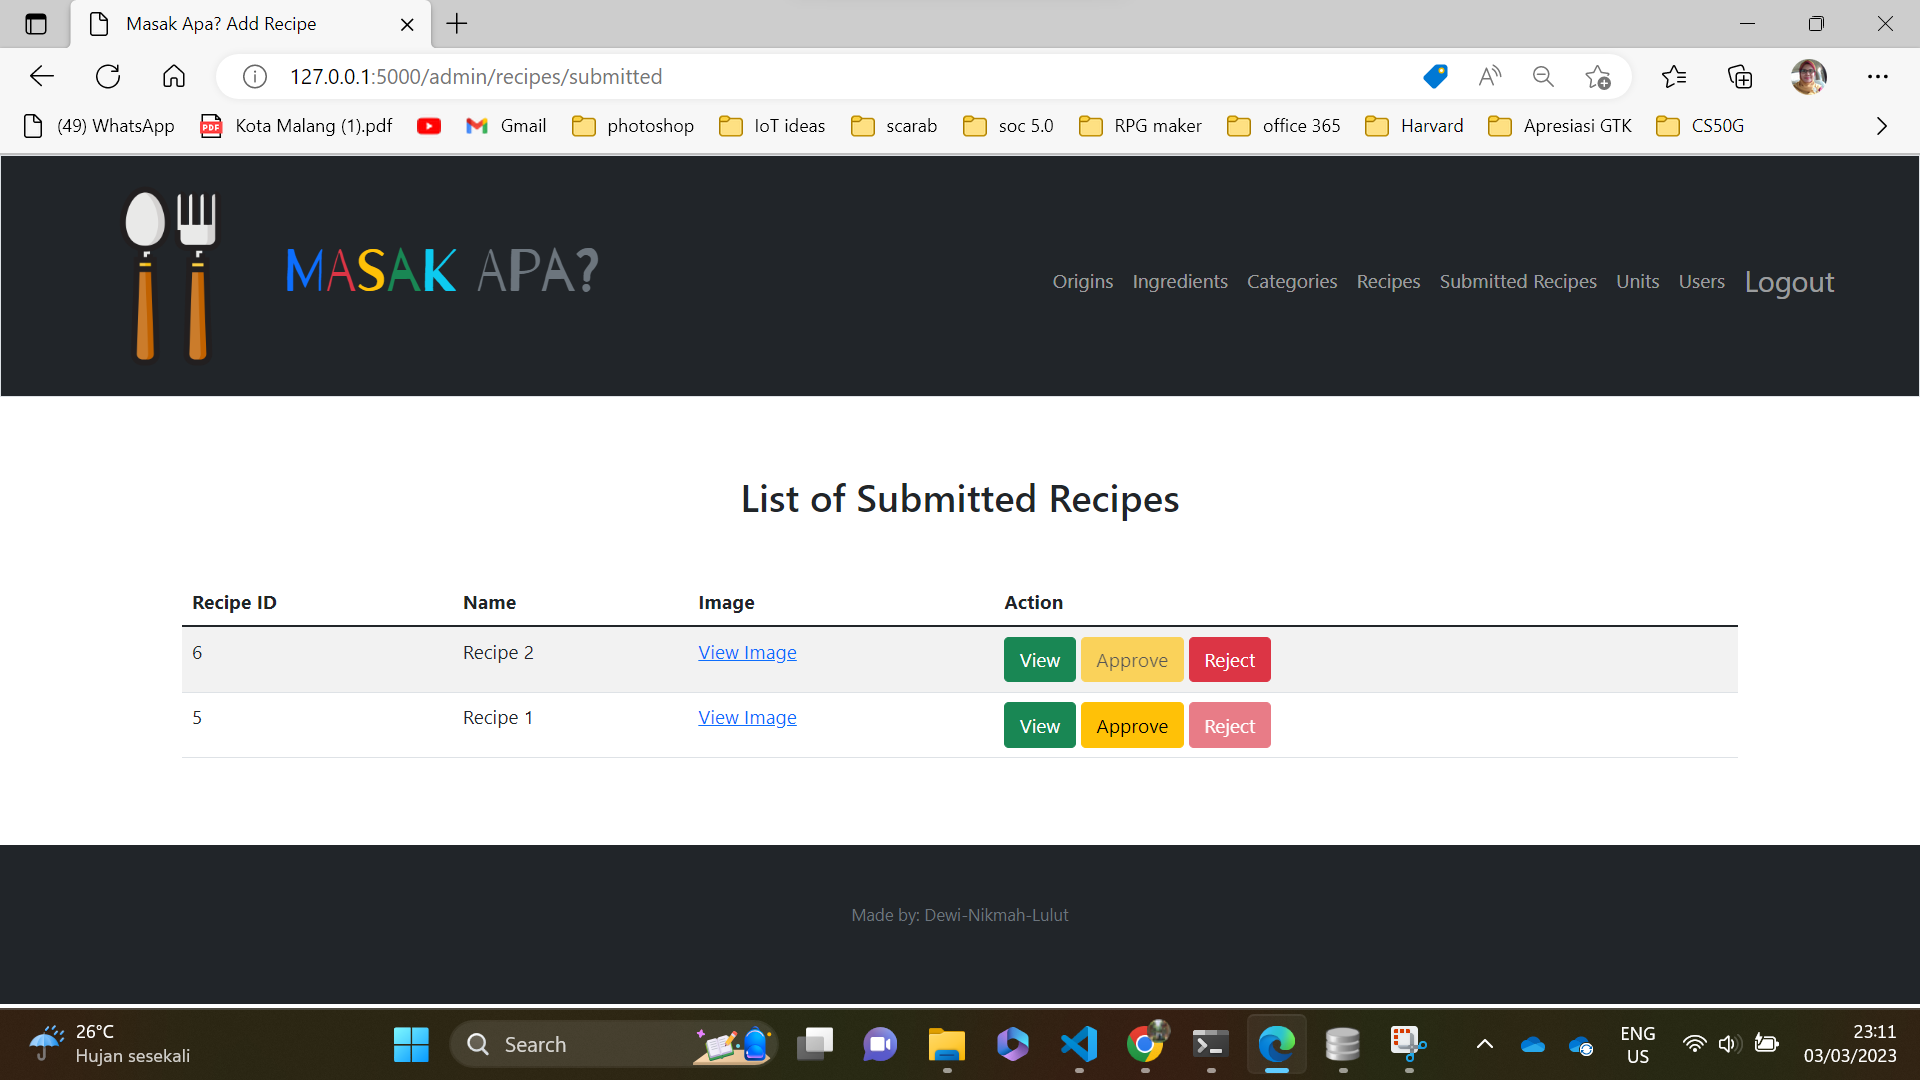 Masak Apa? Add Recipe
127.0.0.1:5000/admin/recipes/submitted
(49) WhatsApp PDF Kota Malang (1).pdf Gmail photoshop IoT ideas scarab soc 5.0 RPG maker office 365 Harvard Apresiasi GTK CS50G
MASAK APA?
Origins Ingredients Categories Recipes Submitted Recipes Units Users Logout
List of Submitted Recipes
Recipe ID Name Image Action
6 Recipe 2 View Image View Approve Reject
5 Recipe 1 View Image View Approve Reject
Made by: Dewi-Nikmah-Lulut
26°C
Hujan sesekali
Search
ENG
US
23:11
03/03/2023